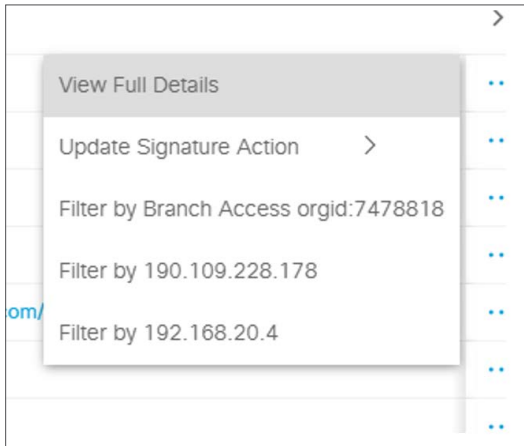 View Full Details
Update Signature Action
Filter by Branch Access orgid:7478818
Filter by 190.109.228.178
com/
Filter by 192.168.20.4